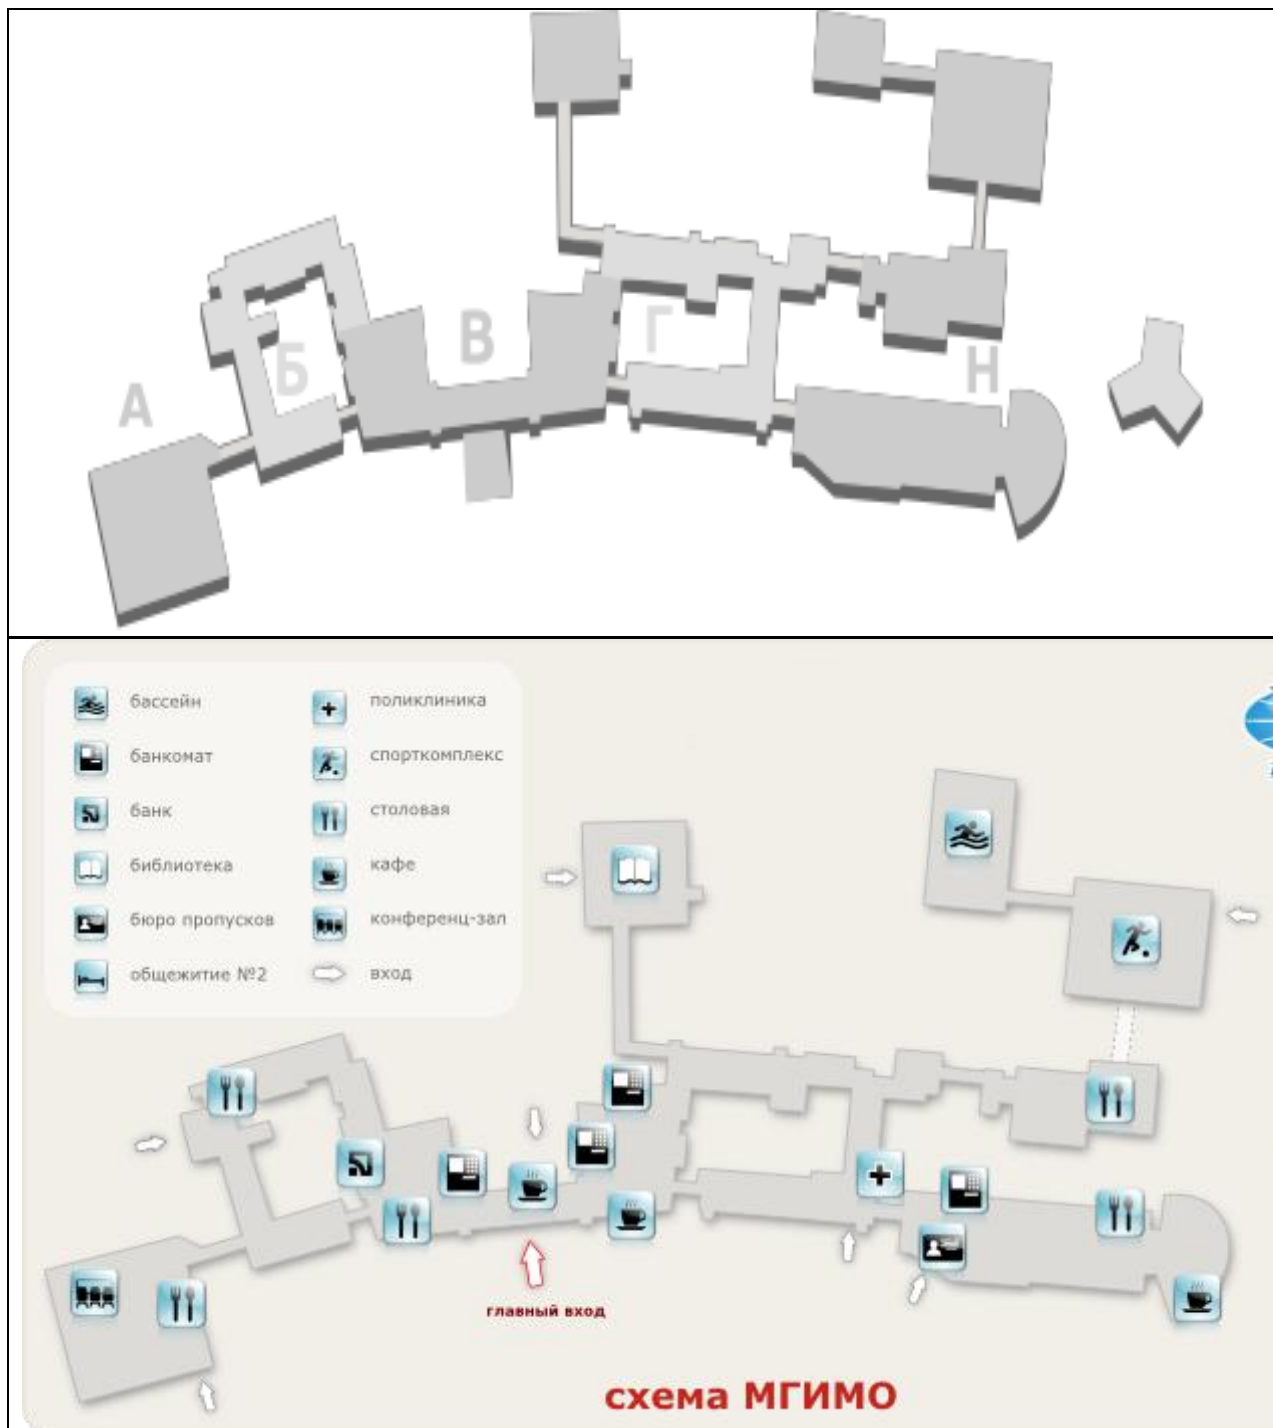 А
Б
В
Г
Н
бассейн
поликлиника
банкомат
спорткомплекс
банк
столовая
библиотека
кафе
бюро пропусков
конференц-зал
общежитие №2
вход
главный вход
схема МГИМО